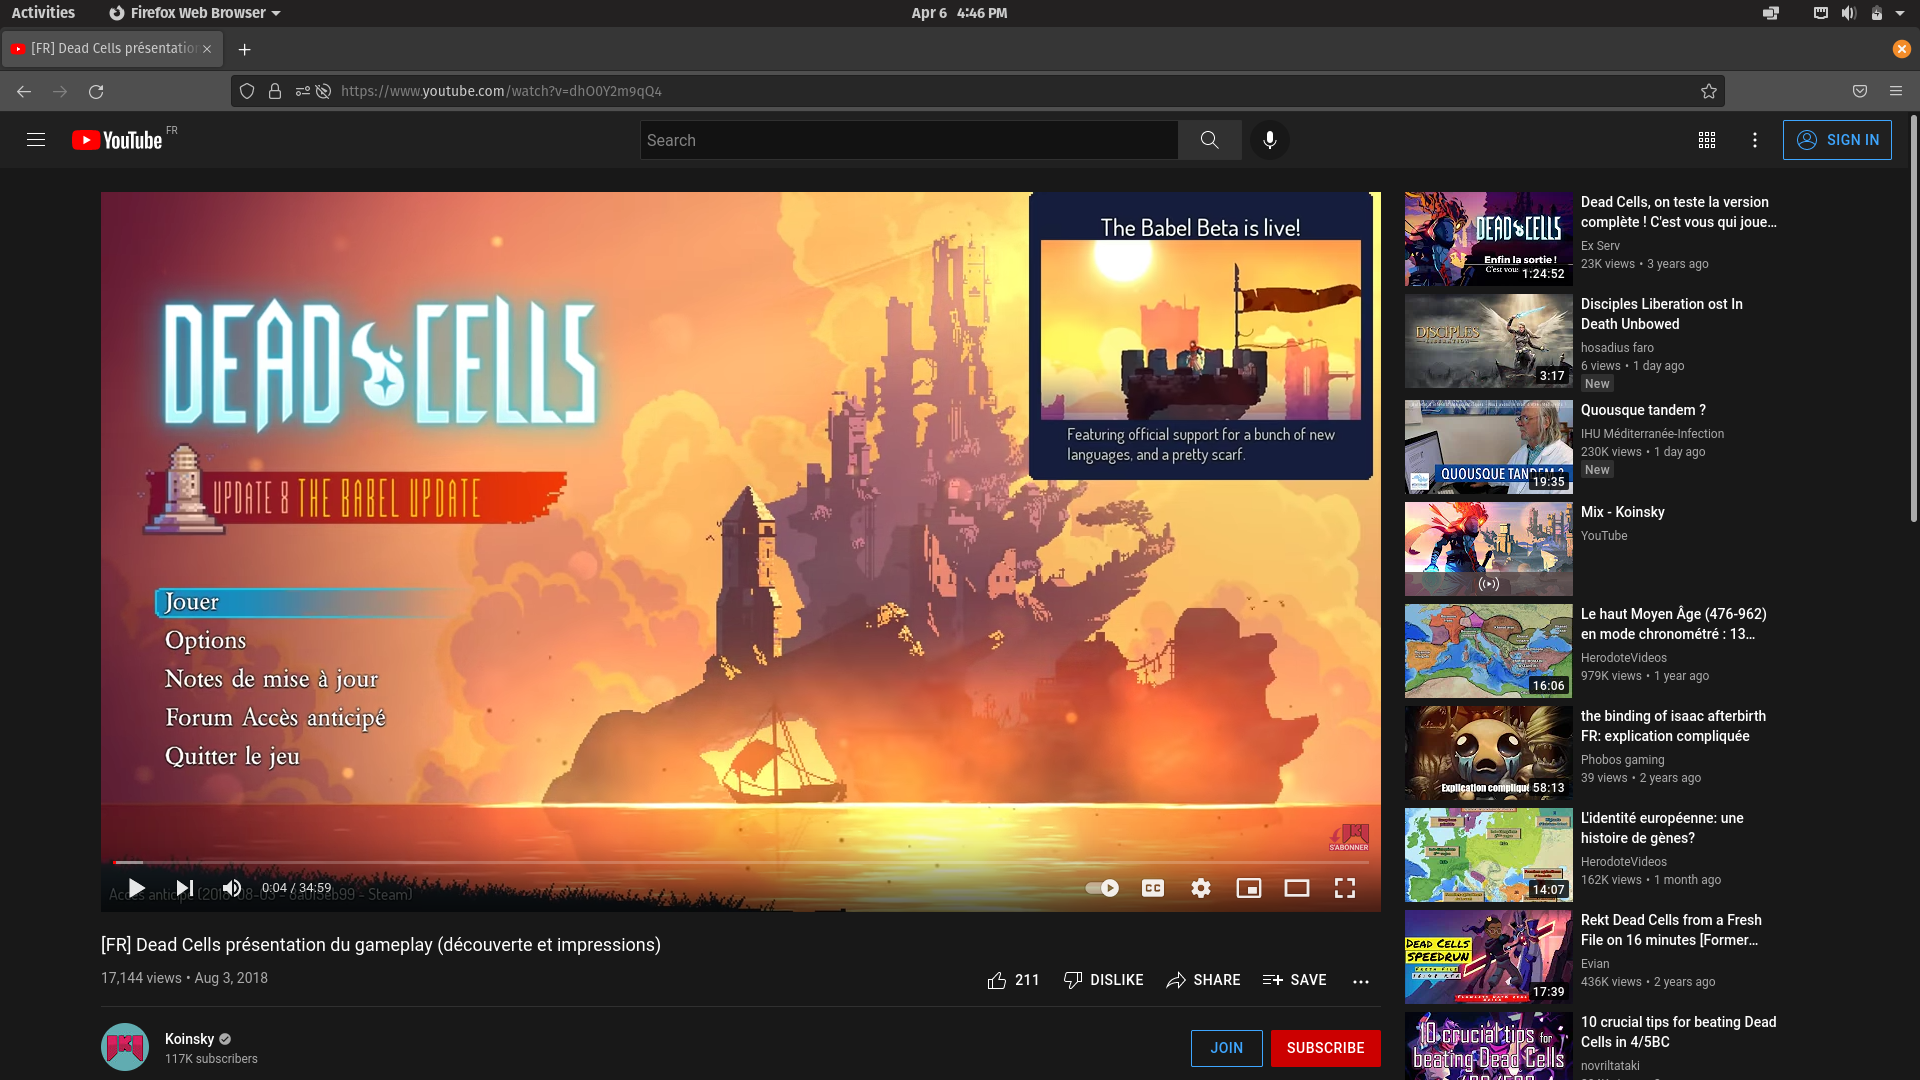 Activities
Firefox Web Browser
Apr 6 4:46 PM
[FR] Dead Cells présentation
https://www.youtube.com/watch?v=dhO0Y2m9qQ4
YouTube FR
Search
SIGN IN
The Babel Beta is live!
Featuring official support for a bunch of new
languages, and a pretty scarf.
DEAD CELLS
UPDATE 8 THE BABEL UPDATE
Jouer
Options
Notes de mise à jour
Forum Accès anticipé
Quitter le jeu
S'ABONNER
0:04 / 34:59
CC
[FR] Dead Cells présentation du gameplay (découverte et impressions)
17,144 views • Aug 3, 2018
211
DISLIKE
SHARE
SAVE
Koinsky
117K subscribers
JOIN
SUBSCRIBE
DEAD CELLS
Enfin la sortie !
C'est vous
1:24:52
Dead Cells, on teste la version
complète ! C'est vous qui joue...
Ex Serv
23K views • 3 years ago
DISCIPLES
LIBERATION
3:17
Disciples Liberation ost In
Death Unbowed
hosadius faro
6 views • 1 day ago
New
QUOUSQUE TANDEM ?
19:35
Quousque tandem ?
IHU Méditerranée-Infection
230K views • 1 day ago
New
Mix - Koinsky
YouTube
16:06
Le haut Moyen Âge (476-962)
en mode chronométré : 13...
HerodoteVideos
979K views • 1 year ago
Explication compliqu
58:13
the binding of isaac afterbirth
FR: explication compliquée
Phobos gaming
39 views • 2 years ago
14:07
L'identité européenne: une
histoire de gènes?
HerodoteVideos
162K views • 1 month ago
DEAD CELLS
SPEEDRUN
17:39
Rekt Dead Cells from a Fresh
File on 16 minutes [Former...
Evian
436K views • 2 years ago
10 crucial tips for
beating Dead Cells
10 crucial tips for beating Dead
Cells in 4/5BC
novriltataki